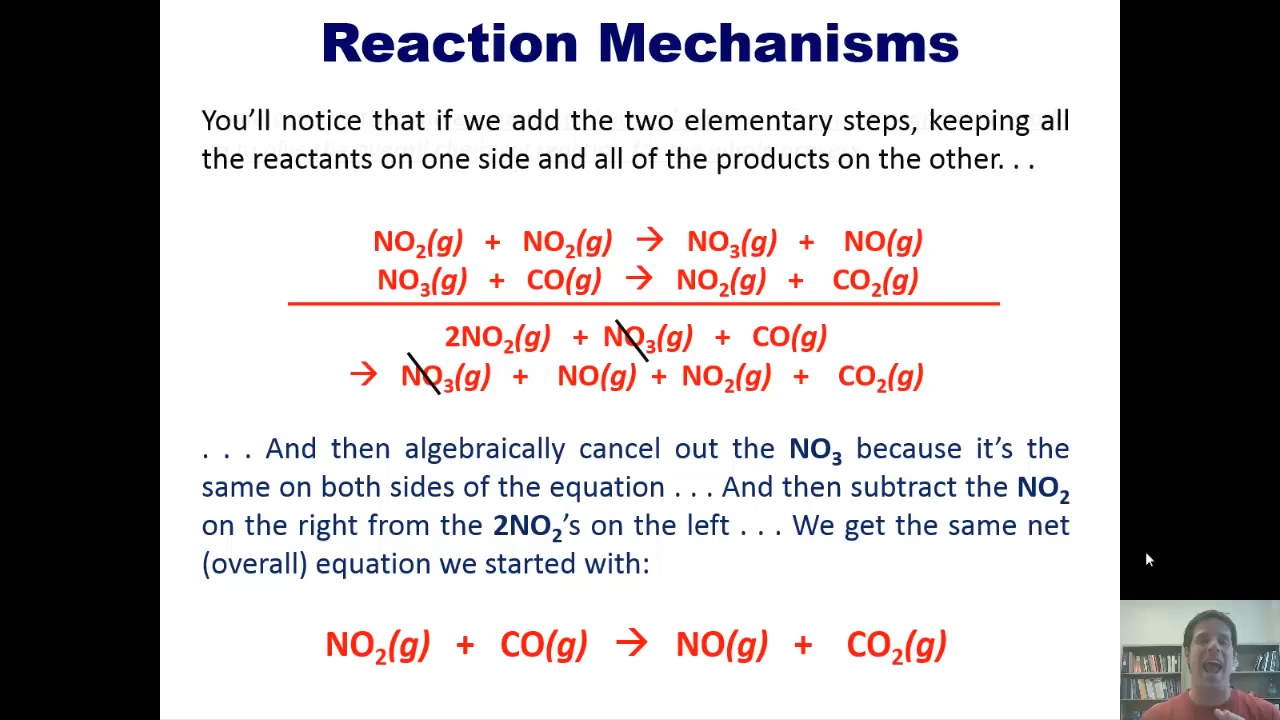 Reaction Mechanisms
You’ll notice that if we add the two elementary steps, keeping all
the reactants on one side and all of the products on the other. . .
NO₂(g) + NO₂(g) → NO₃(g) + NO(g)
NO₃(g) + CO(g) → NO₂(g) + CO₂(g)
2NO₂(g) + NO₃(g) + CO(g)
→ NO₃(g) + NO(g) + NO₂(g) + CO₂(g)
. . . And then algebraically cancel out the NO₃ because it’s the
same on both sides of the equation . . . And then subtract the NO₂
on the right from the 2NO₂’s on the left . . . We get the same net
(overall) equation we started with:
NO₂(g) + CO(g) → NO(g) + CO₂(g)